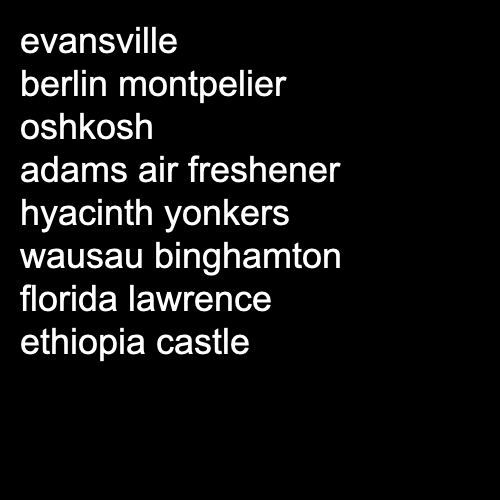 evansville
berlin montpelier
oshkosh
adams air freshener
hyacinth yonkers
wausau binghamton
florida lawrence
ethiopia castle